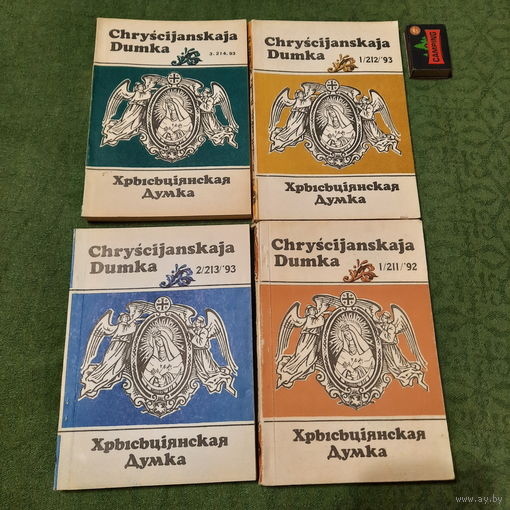 Chryścijanskaja
Dumka
3.214.93
Хрысьціянская
Думка
Chryścijanskaja
Dumka
1/212/'93
Хрысьціянская
Думка
CAMPING
Chryścijanskaja
Dumka
2/213/'93
Хрысьціянская
Думка
Chryścijanskaja
Dumka
1/211/'92
Хрысьціянская
Думка
© www.ay.by